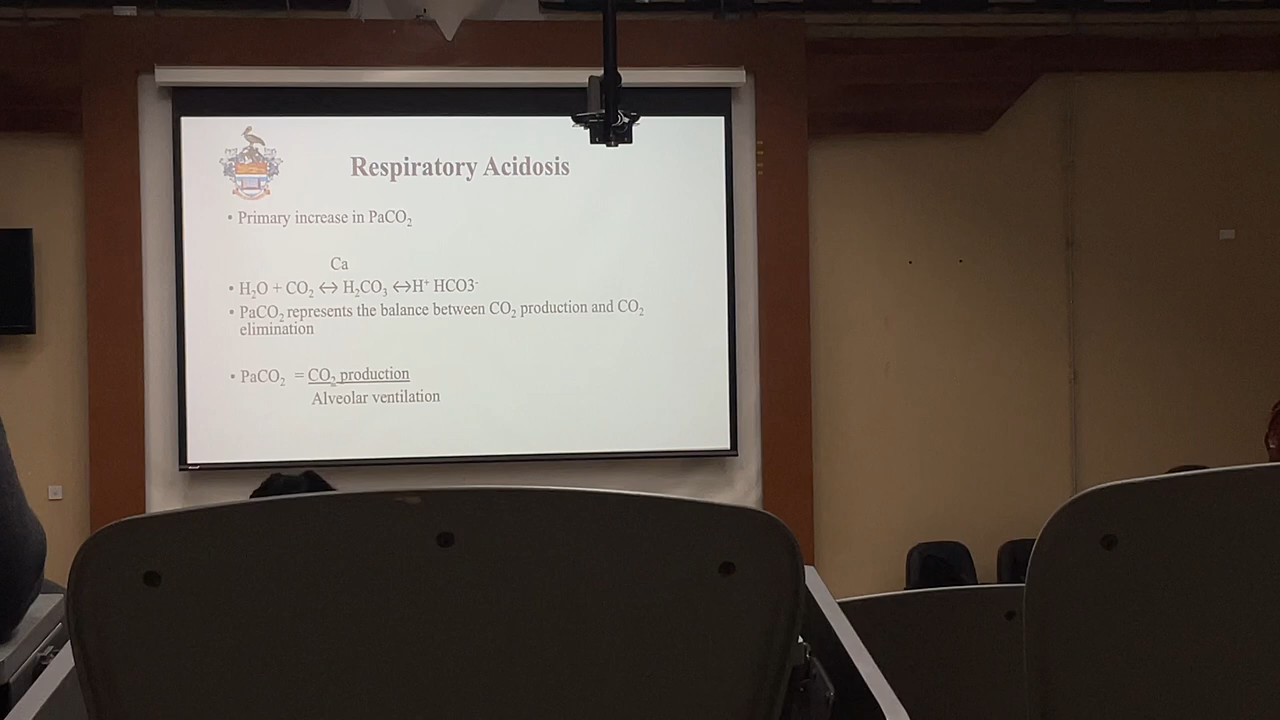 Respiratory Acidosis
• Primary increase in PaCO₂
Ca
• H₂O + CO₂ ↔ H₂CO₃ ↔H⁺ HCO3⁻
• PaCO₂ represents the balance between CO₂ production and CO₂
elimination
• PaCO₂ = CO₂ production
Alveolar ventilation